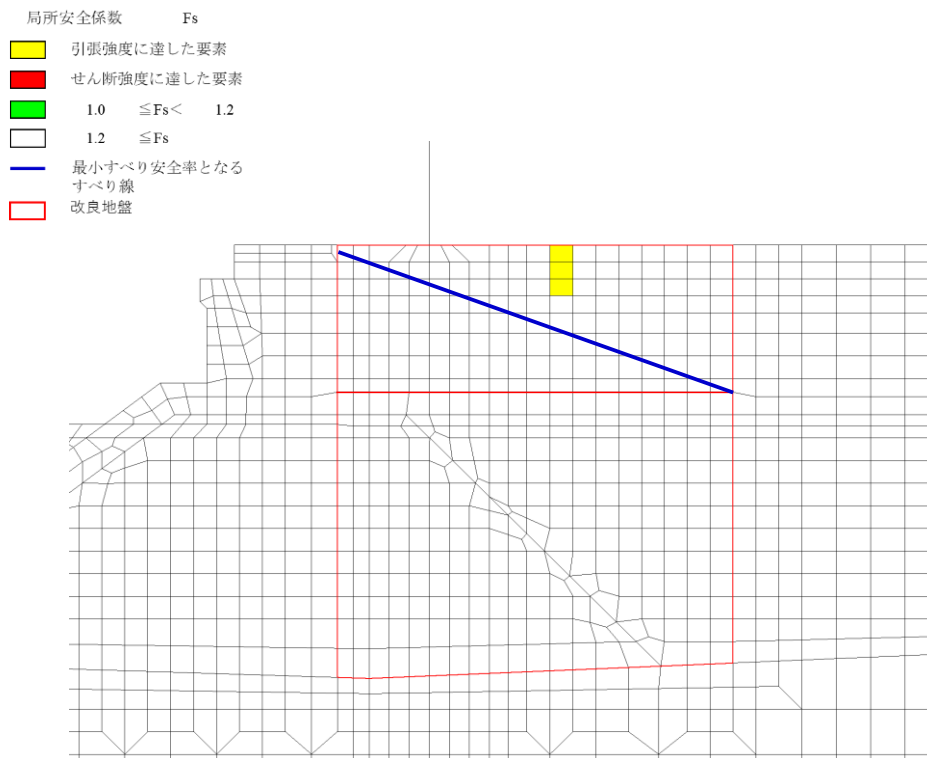 局所安全係数 Fs
引張強度に達した要素
せん断強度に達した要素
1.0 ≦Fs＜ 1.2
1.2 ≦Fs
最小すべり安全率となる
すべり線
改良地盤